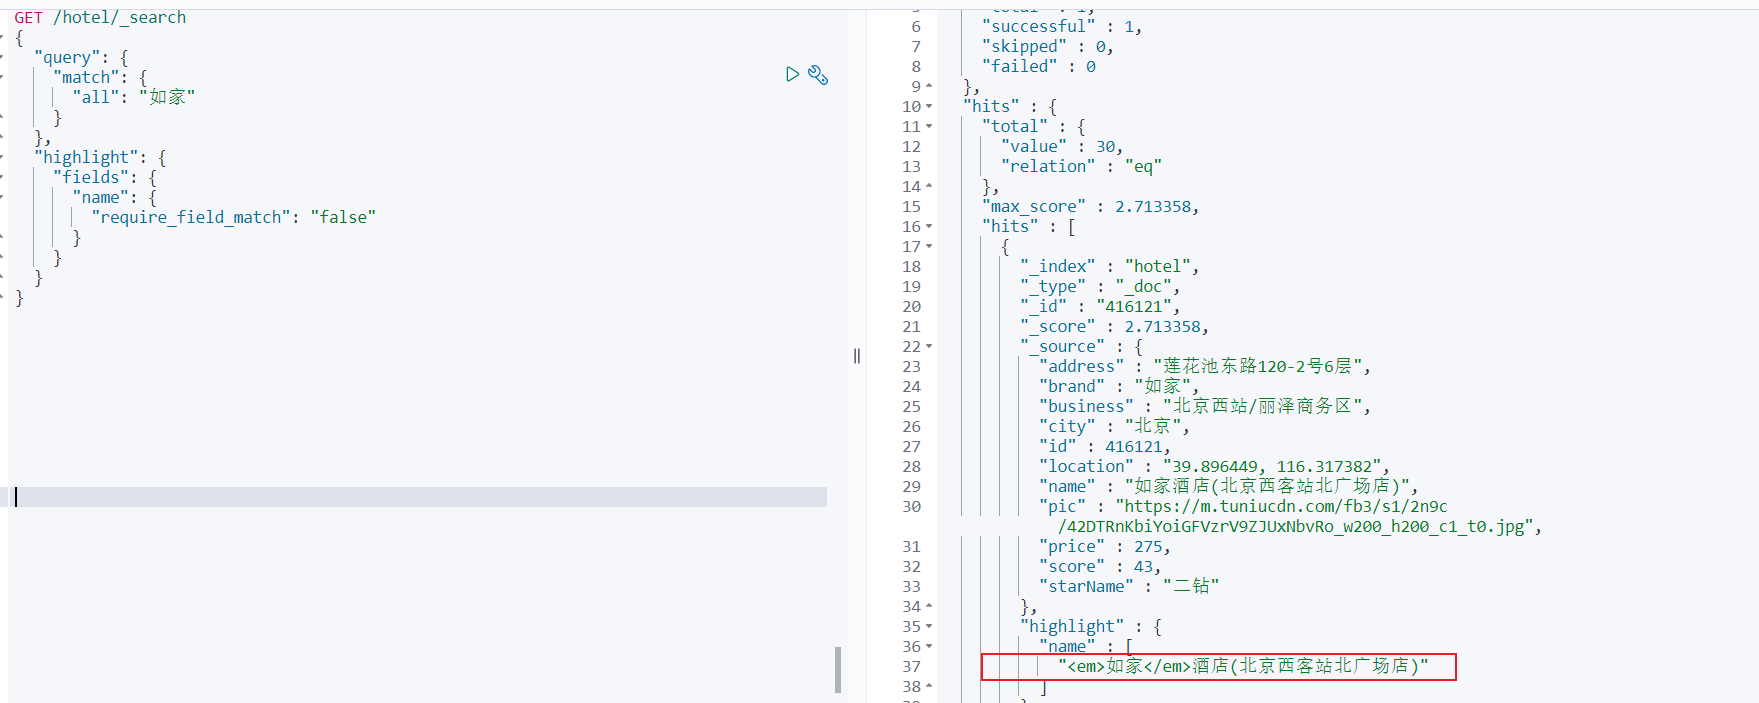 GET /hotel/_search
{
"query": {
"match": {
"all": "如家"
}
},
"highlight": {
"fields": {
"name": {
"require_field_match": "false"
}
}
}
}
6 "successful" : 1,
7 "skipped" : 0,
8 "failed" : 0
9 },
10 "hits" : {
11 "total" : {
12 "value" : 30,
13 "relation" : "eq"
14 },
15 "max_score" : 2.713358,
16 "hits" : [
17 {
18 "_index" : "hotel",
19 "_type" : "_doc",
20 "_id" : "416121",
21 "_score" : 2.713358,
22 "_source" : {
23 "address" : "莲花池东路120-2号6层",
24 "brand" : "如家",
25 "business" : "北京西站/丽泽商务区",
26 "city" : "北京",
27 "id" : 416121,
28 "location" : "39.896449, 116.317382",
29 "name" : "如家酒店(北京西客站北广场店)",
30 "pic" : "https://m.tuniucdn.com/fb3/s1/2n9c
/42DTRnKbiYoiGFVzrV9ZJUxNbvRo_w200_h200_c1_t0.jpg",
31 "price" : 275,
32 "score" : 43,
33 "starName" : "二钻"
34 },
35 "highlight" : {
36 "name" : [
37 "<em>如家</em>酒店(北京西客站北广场店)"
38 ]